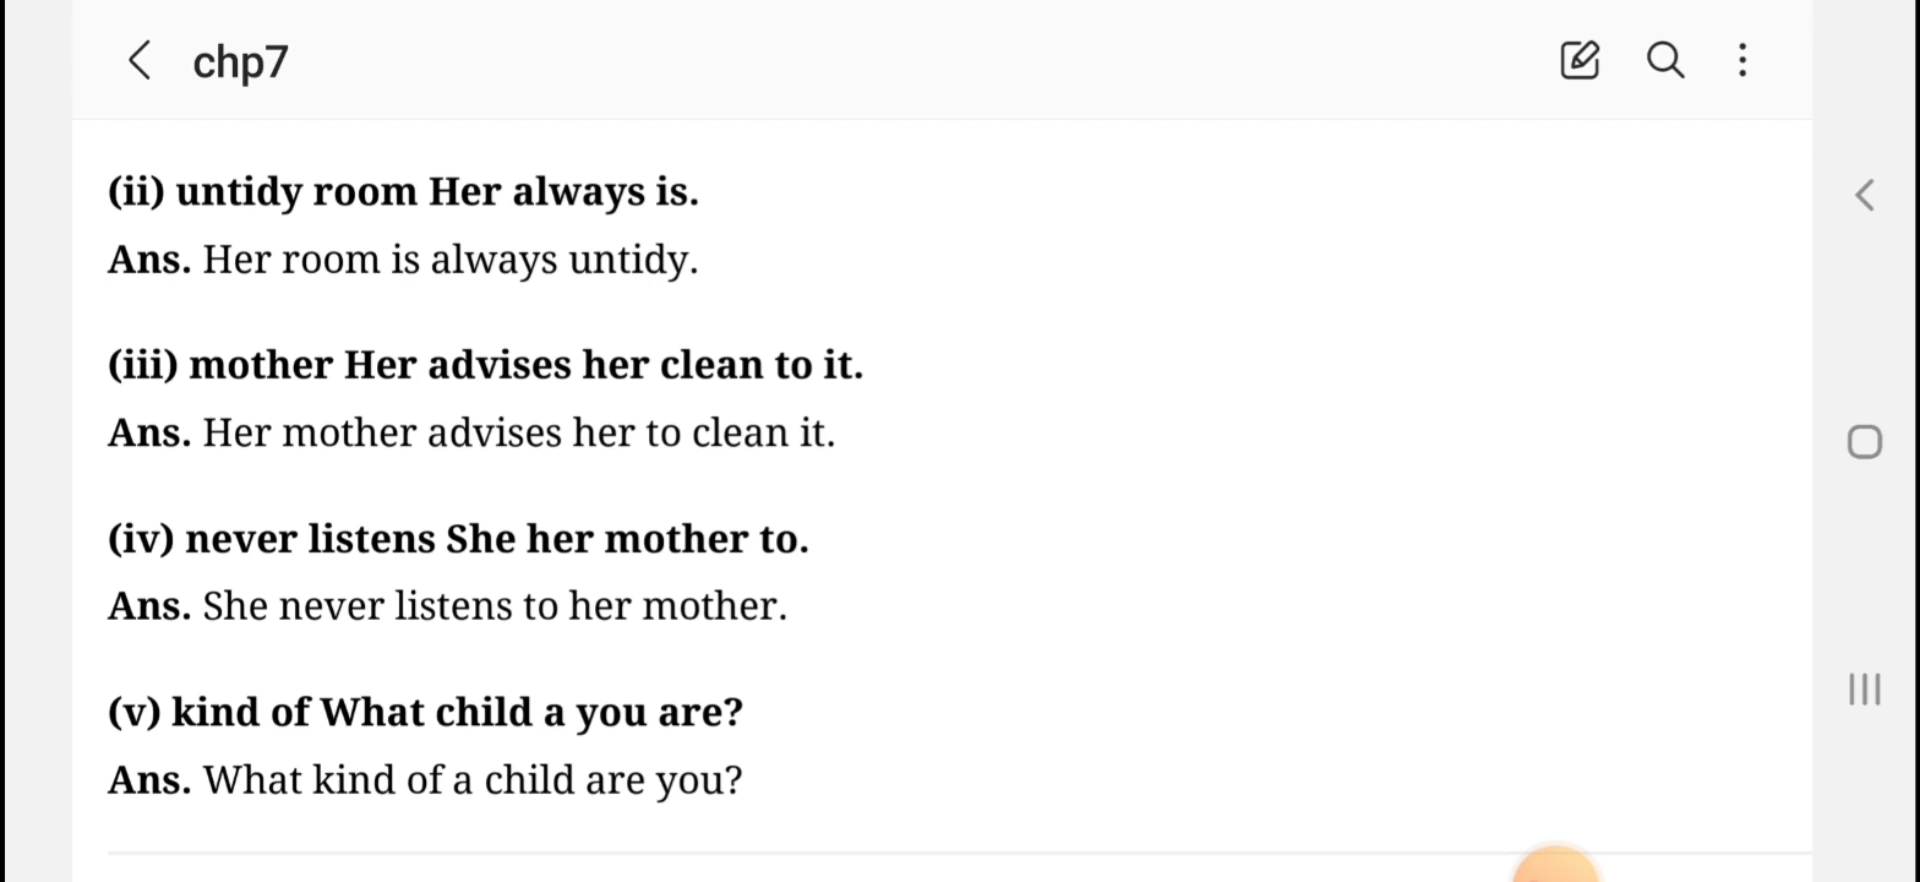 chp7
(ii) untidy room Her always is.
Ans. Her room is always untidy.
(iii) mother Her advises her clean to it.
Ans. Her mother advises her to clean it.
(iv) never listens She her mother to.
Ans. She never listens to her mother.
(v) kind of What child a you are?
Ans. What kind of a child are you?